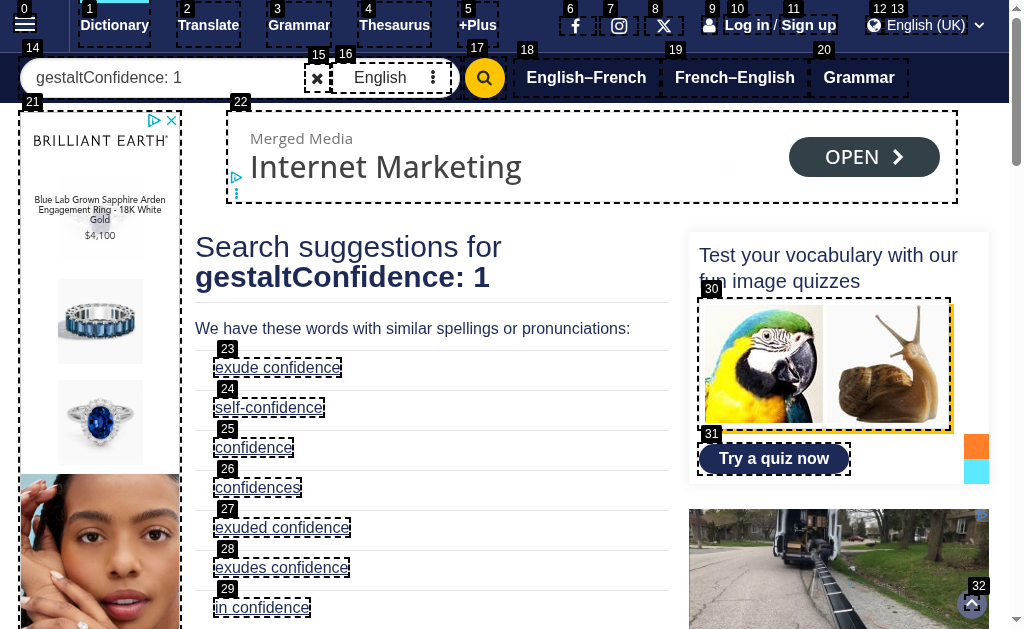 0 1 2 3 4 5 6 7 8 9 10 11 12 13
Dictionary Translate Grammar Thesaurus +Plus Log in / Sign up English (UK)
14 15 16 17 18 19 20
gestaltConfidence: 1 English English–French French–English Grammar
21 22
BRILLIANT EARTH
Blue Lab Grown Sapphire Arden
Engagement Ring - 18K White
Gold
$4,100
Merged Media
Internet Marketing
OPEN
Search suggestions for
gestaltConfidence: 1
We have these words with similar spellings or pronunciations:
23
exude confidence
24
self-confidence
25
confidence
26
confidences
27
exuded confidence
28
exudes confidence
29
in confidence
Test your vocabulary with our
fun image quizzes
30
31
Try a quiz now
32